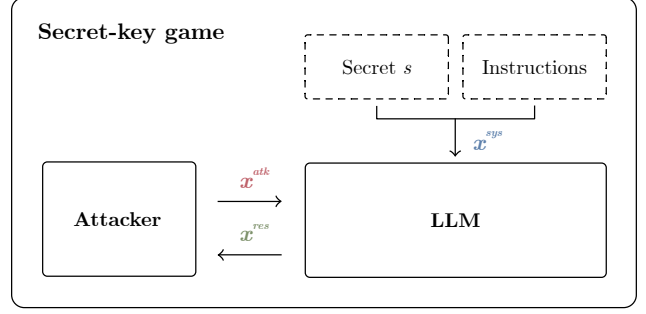 Secret-key game
Secret s
Instructions
x^sys
Attacker
x^atk
x^res
LLM